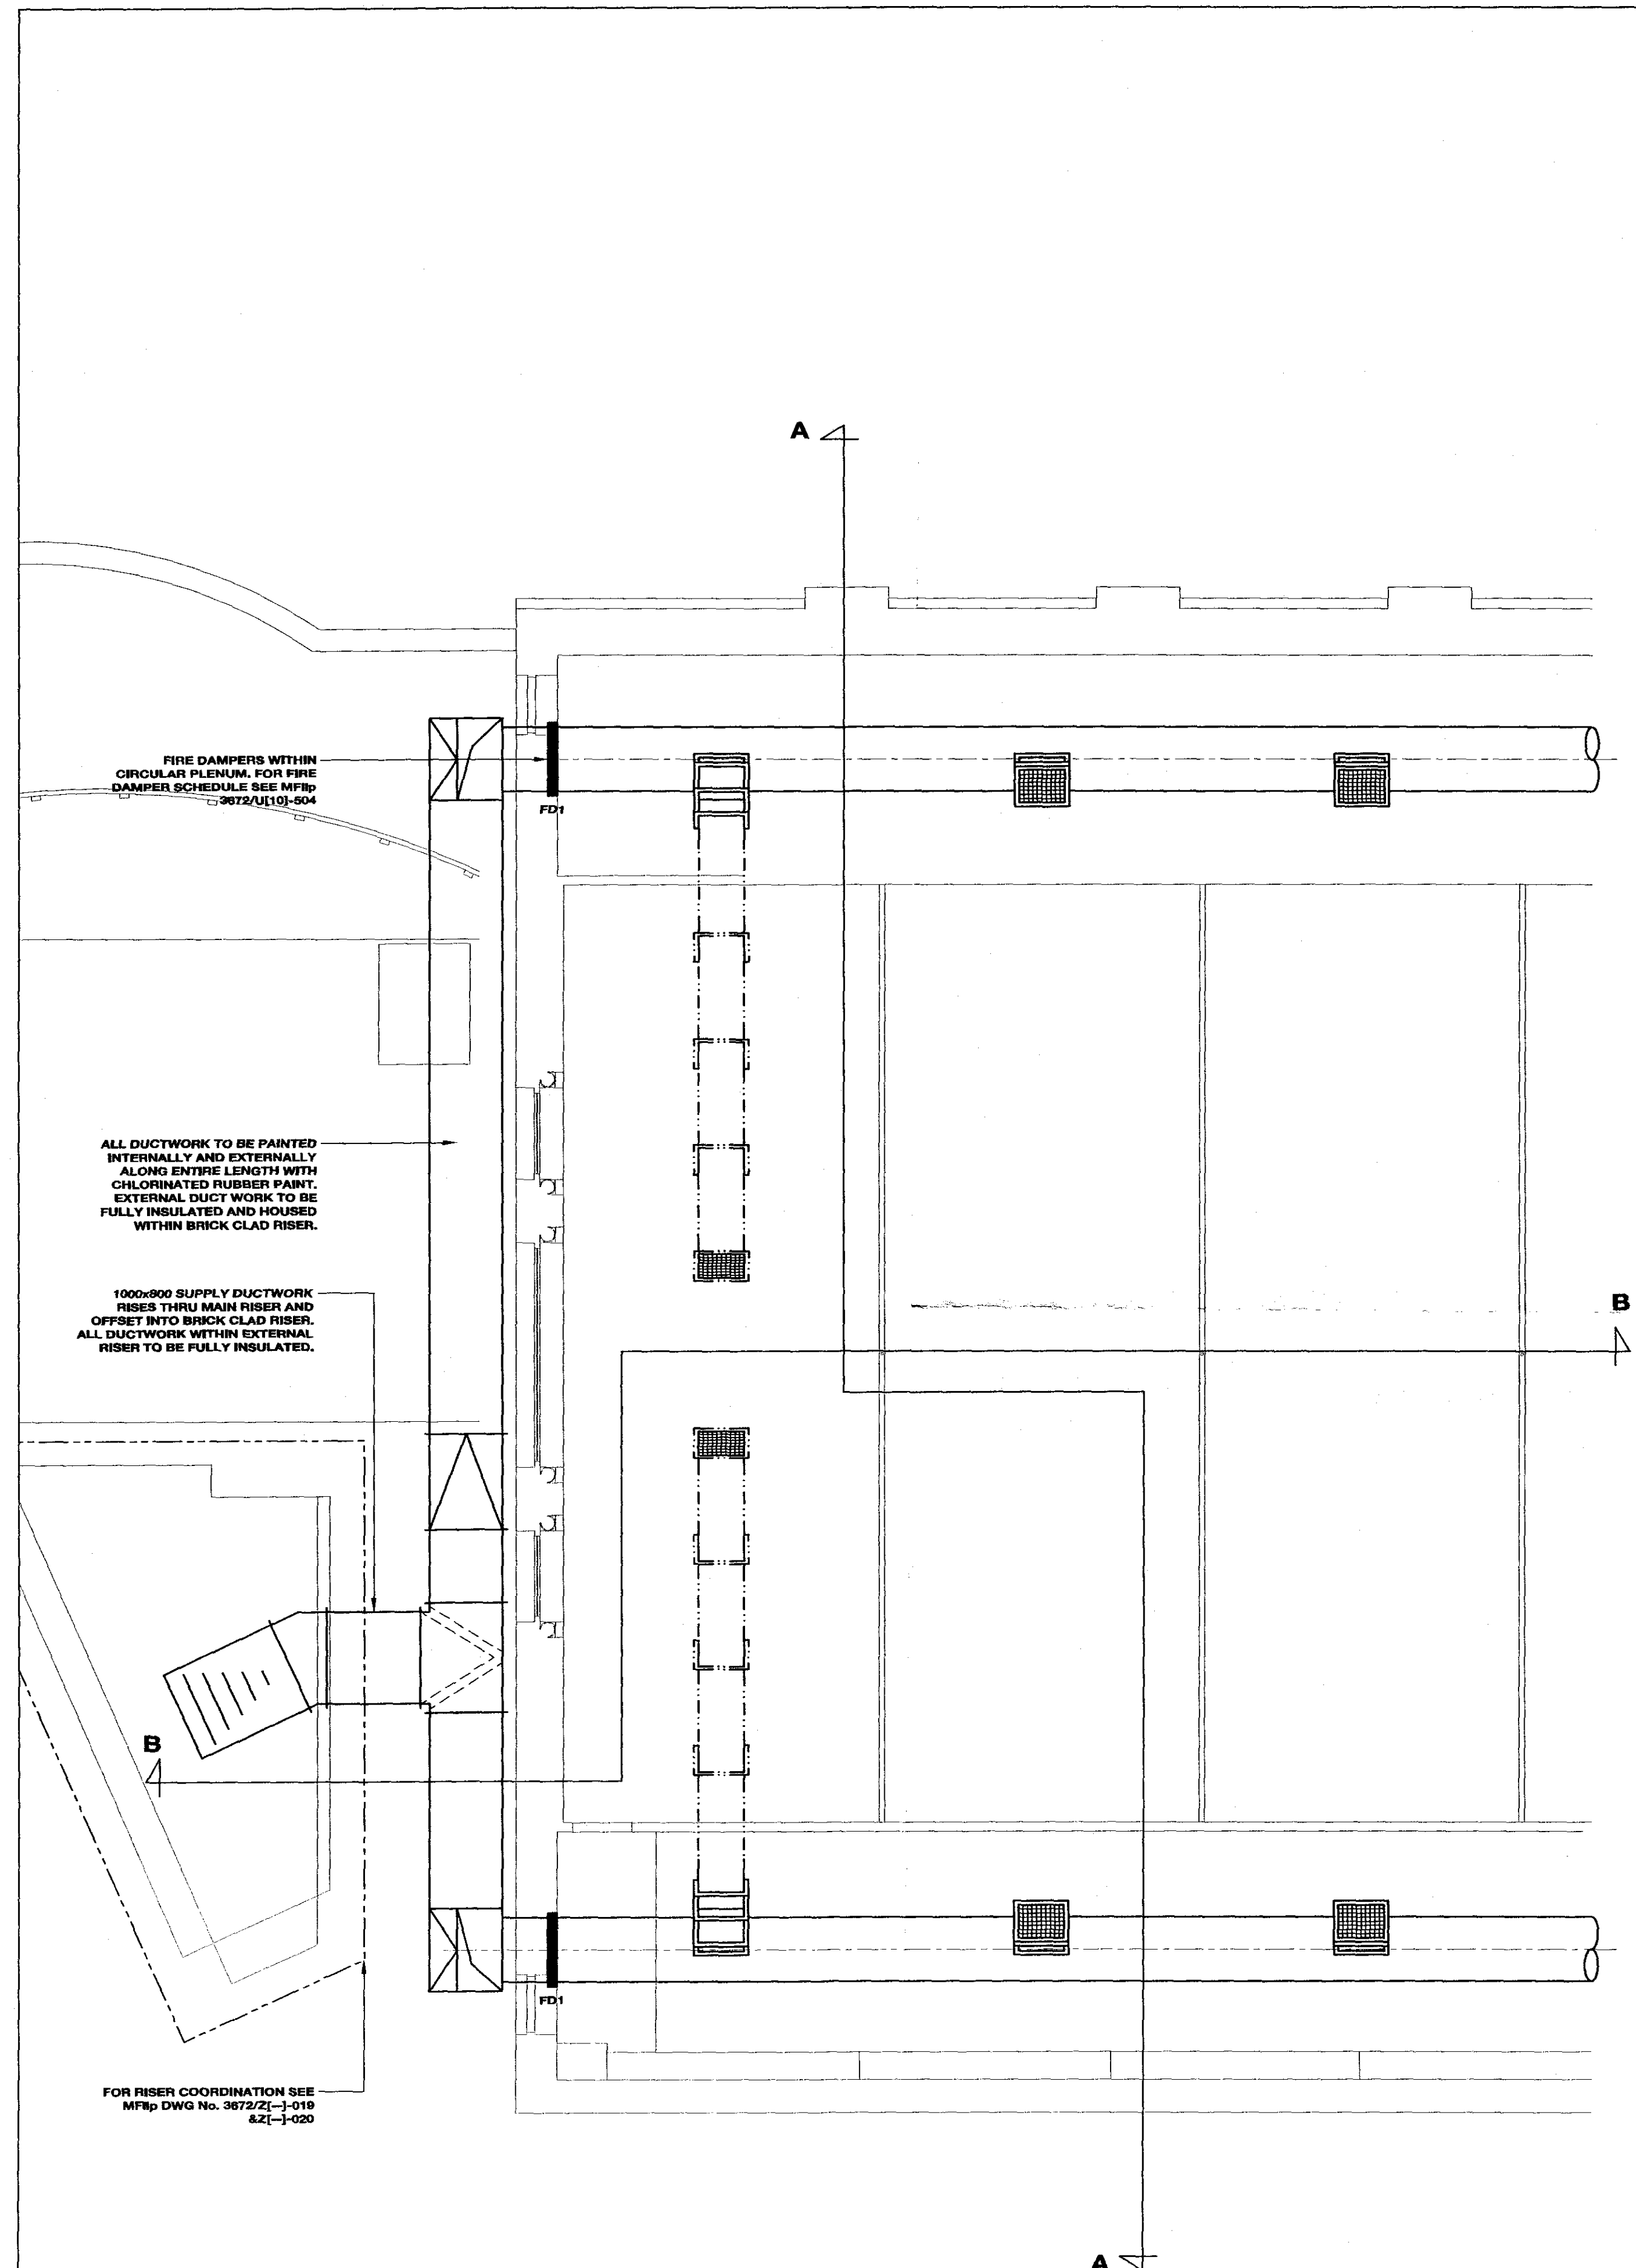 A
FIRE DAMPERS WITHIN
CIRCULAR PLENUM. FOR FIRE
DAMPER SCHEDULE SEE MFllp
3672/U[10]-504
FD1
ALL DUCTWORK TO BE PAINTED
INTERNALLY AND EXTERNALLY
ALONG ENTIRE LENGTH WITH
CHLORINATED RUBBER PAINT.
EXTERNAL DUCT WORK TO BE
FULLY INSULATED AND HOUSED
WITHIN BRICK CLAD RISER.
1000x800 SUPPLY DUCTWORK
RISES THRU MAIN RISER AND
OFFSET INTO BRICK CLAD RISER.
ALL DUCTWORK WITHIN EXTERNAL
RISER TO BE FULLY INSULATED.
B
B
FD1
FOR RISER COORDINATION SEE
MFllp DWG No. 3672/Z[--]-019
&Z[--]-020
A